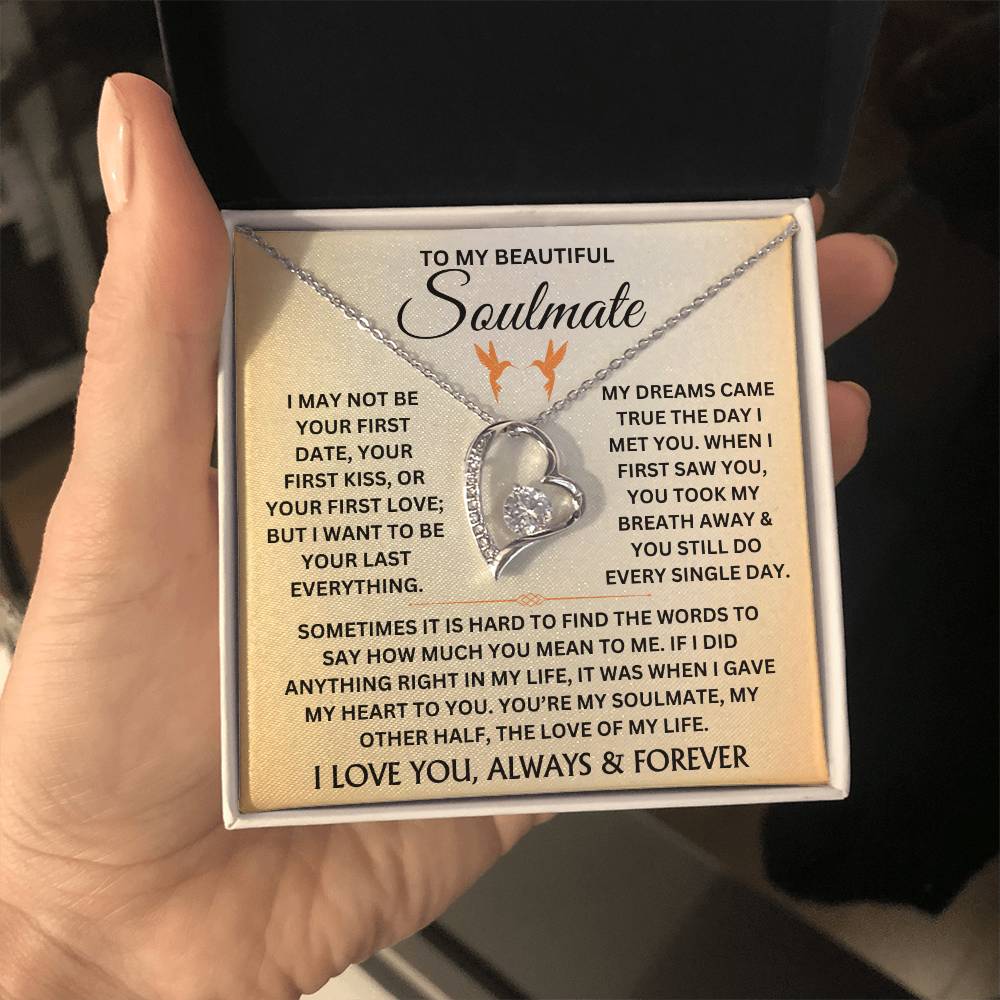 TO MY BEAUTIFUL
Soulmate
I MAY NOT BE
YOUR FIRST
DATE, YOUR
FIRST KISS, OR
YOUR FIRST LOVE;
BUT I WANT TO BE
YOUR LAST
EVERYTHING.
MY DREAMS CAME
TRUE THE DAY I
MET YOU. WHEN I
FIRST SAW YOU,
YOU TOOK MY
BREATH AWAY &
YOU STILL DO
EVERY SINGLE DAY.
SOMETIMES IT IS HARD TO FIND THE WORDS TO
SAY HOW MUCH YOU MEAN TO ME. IF I DID
ANYTHING RIGHT IN MY LIFE, IT WAS WHEN I GAVE
MY HEART TO YOU. YOU’RE MY SOULMATE, MY
OTHER HALF, THE LOVE OF MY LIFE.
I LOVE YOU, ALWAYS & FOREVER